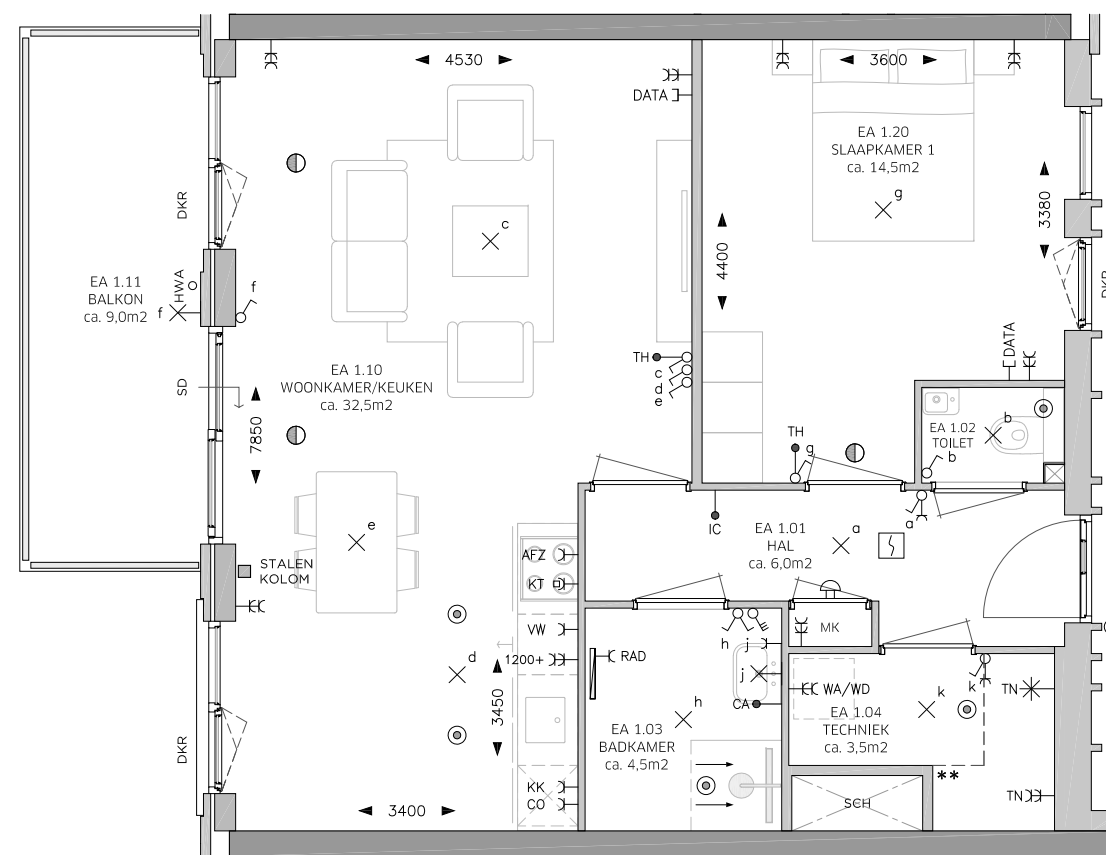 4530
3600
DATA
EA 1.20
SLAAPKAMER 1
ca. 14,5m2
g
DKR
c
3380
4400
HWA
EA 1.11
BALKON
ca. 9,0m2
f
f
DATA
SD
TH
c
d
e
EA 1.10
WOONKAMER/KEUKEN
ca. 32,5m2
7850
EA 1.02
TOILET
b
b
TH
g
a
IC
EA 1.01
HAL
ca. 6,0m2
a
e
STALEN
KOLOM
AFZ
KT
VW
1200+
d
3450
RAD
h
j
j
MK
CA
WA/WD
k
k
TN
EA 1.03
BADKAMER
ca. 4,5m2
h
EA 1.04
TECHNIEK
ca. 3,5m2
**
DKR
KK
CO
3400
SCH
TN